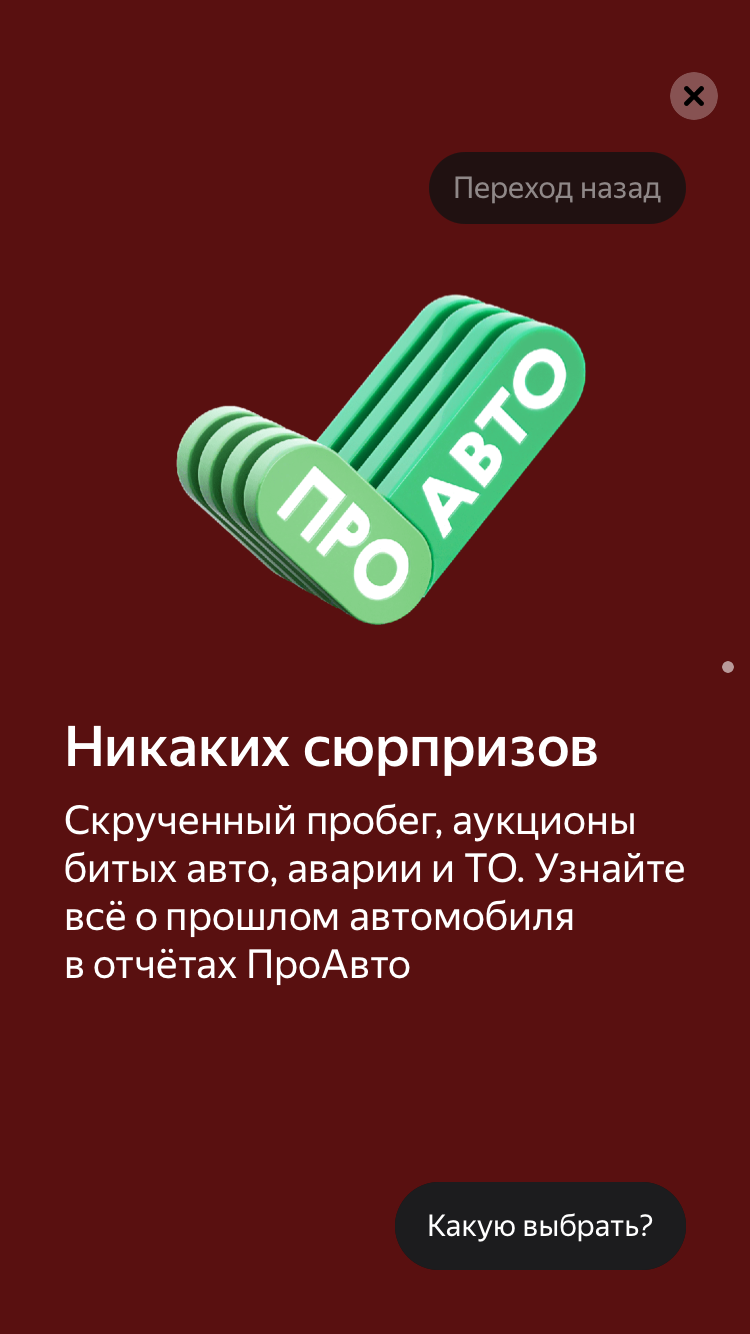 Переход назад
ПРО
АВТО
Никаких сюрпризов
Скрученный пробег, аукционы
битых авто, аварии и ТО. Узнайте
всё о прошлом автомобиля
в отчётах ПроАвто
Какую выбрать?